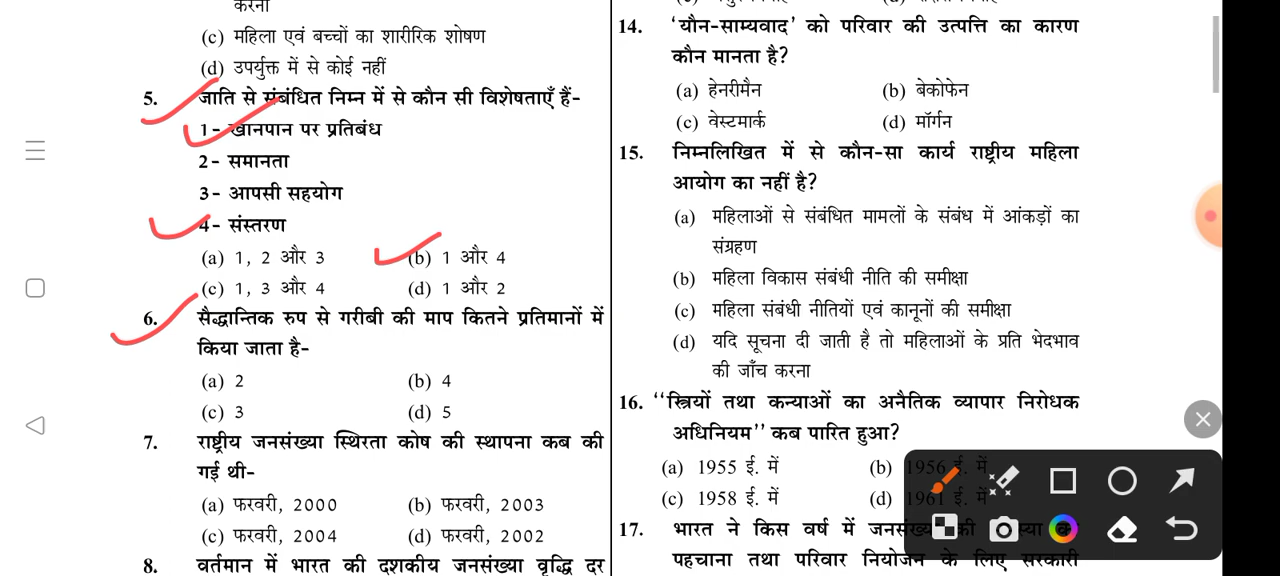 करना
(c) महिला एवं बच्चों का शारीरिक शोषण
(d) उपर्युक्त में से कोई नहीं
5. जाति से संबंधित निम्न में से कौन सी विशेषताएँ हैं-
1- खानपान पर प्रतिबंध
2- समानता
3- आपसी सहयोग
4- संस्तरण
(a) 1, 2 और 3 (b) 1 और 4
(c) 1, 3 और 4 (d) 1 और 2
6. सैद्धान्तिक रुप से गरीबी की माप कितने प्रतिमानों में
किया जाता है-
(a) 2 (b) 4
(c) 3 (d) 5
7. राष्ट्रीय जनसंख्या स्थिरता कोष की स्थापना कब की
गई थी-
(a) फरवरी, 2000 (b) फरवरी, 2003
(c) फरवरी, 2004 (d) फरवरी, 2002
8. वर्तमान में भारत की दशकीय जनसंख्या वृद्धि दर
14. ‘यौन-साम्यवाद’ को परिवार की उत्पत्ति का कारण
कौन मानता है?
(a) हेनरीमैन (b) बेकोफेन
(c) वेस्टमार्क (d) मॉर्गन
15. निम्नलिखित में से कौन-सा कार्य राष्ट्रीय महिला
आयोग का नहीं है?
(a) महिलाओं से संबंधित मामलों के संबंध में आंकड़ों का
संग्रहण
(b) महिला विकास संबंधी नीति की समीक्षा
(c) महिला संबंधी नीतियों एवं कानूनों की समीक्षा
(d) यदि सूचना दी जाती है तो महिलाओं के प्रति भेदभाव
की जाँच करना
16. ‘‘स्त्रियों तथा कन्याओं का अनैतिक व्यापार निरोधक
अधिनियम’’ कब पारित हुआ?
(a) 1955 ई. में (b) 1956 ई. में
(c) 1958 ई. में (d) 1961 ई. में
17. भारत ने किस वर्ष में
पहचाना तथा परिवार नियोजन के लिए सरकारी